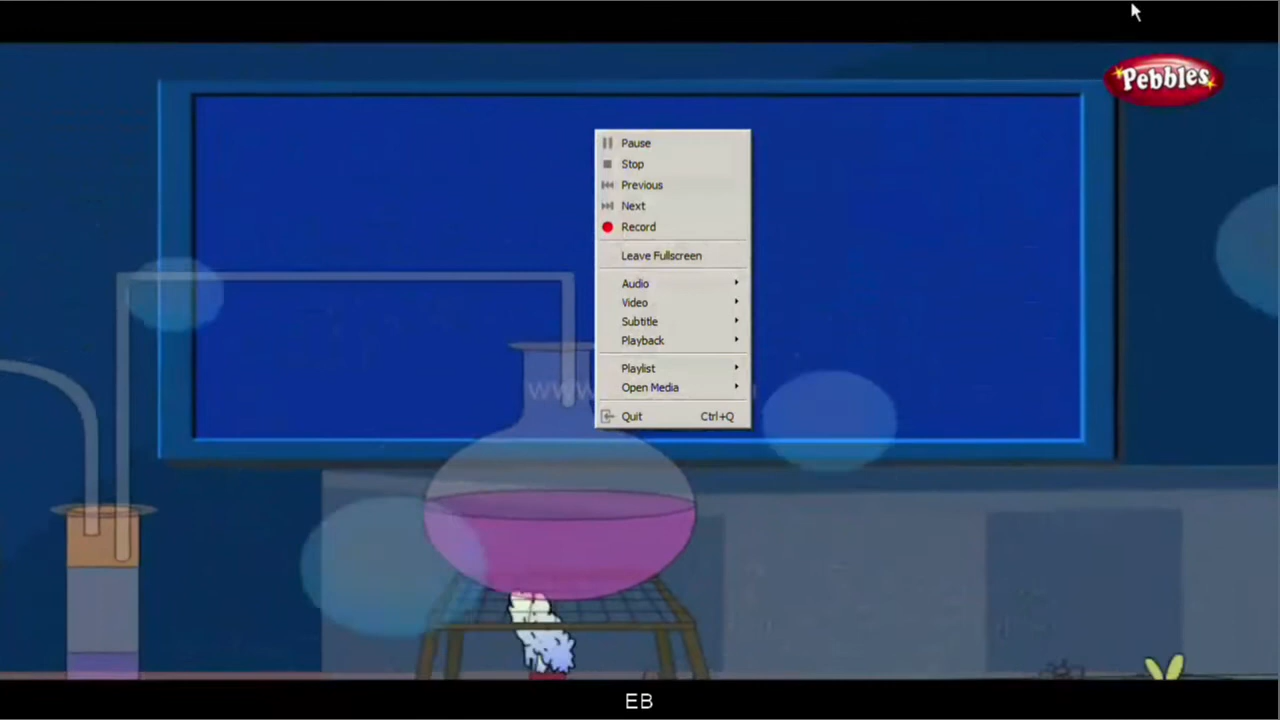 Pebbles
Pause
Stop
Previous
Next
Record
Leave Fullscreen
Audio
Video
Subtitle
Playback
Playlist
Open Media
Quit Ctrl+Q
EB